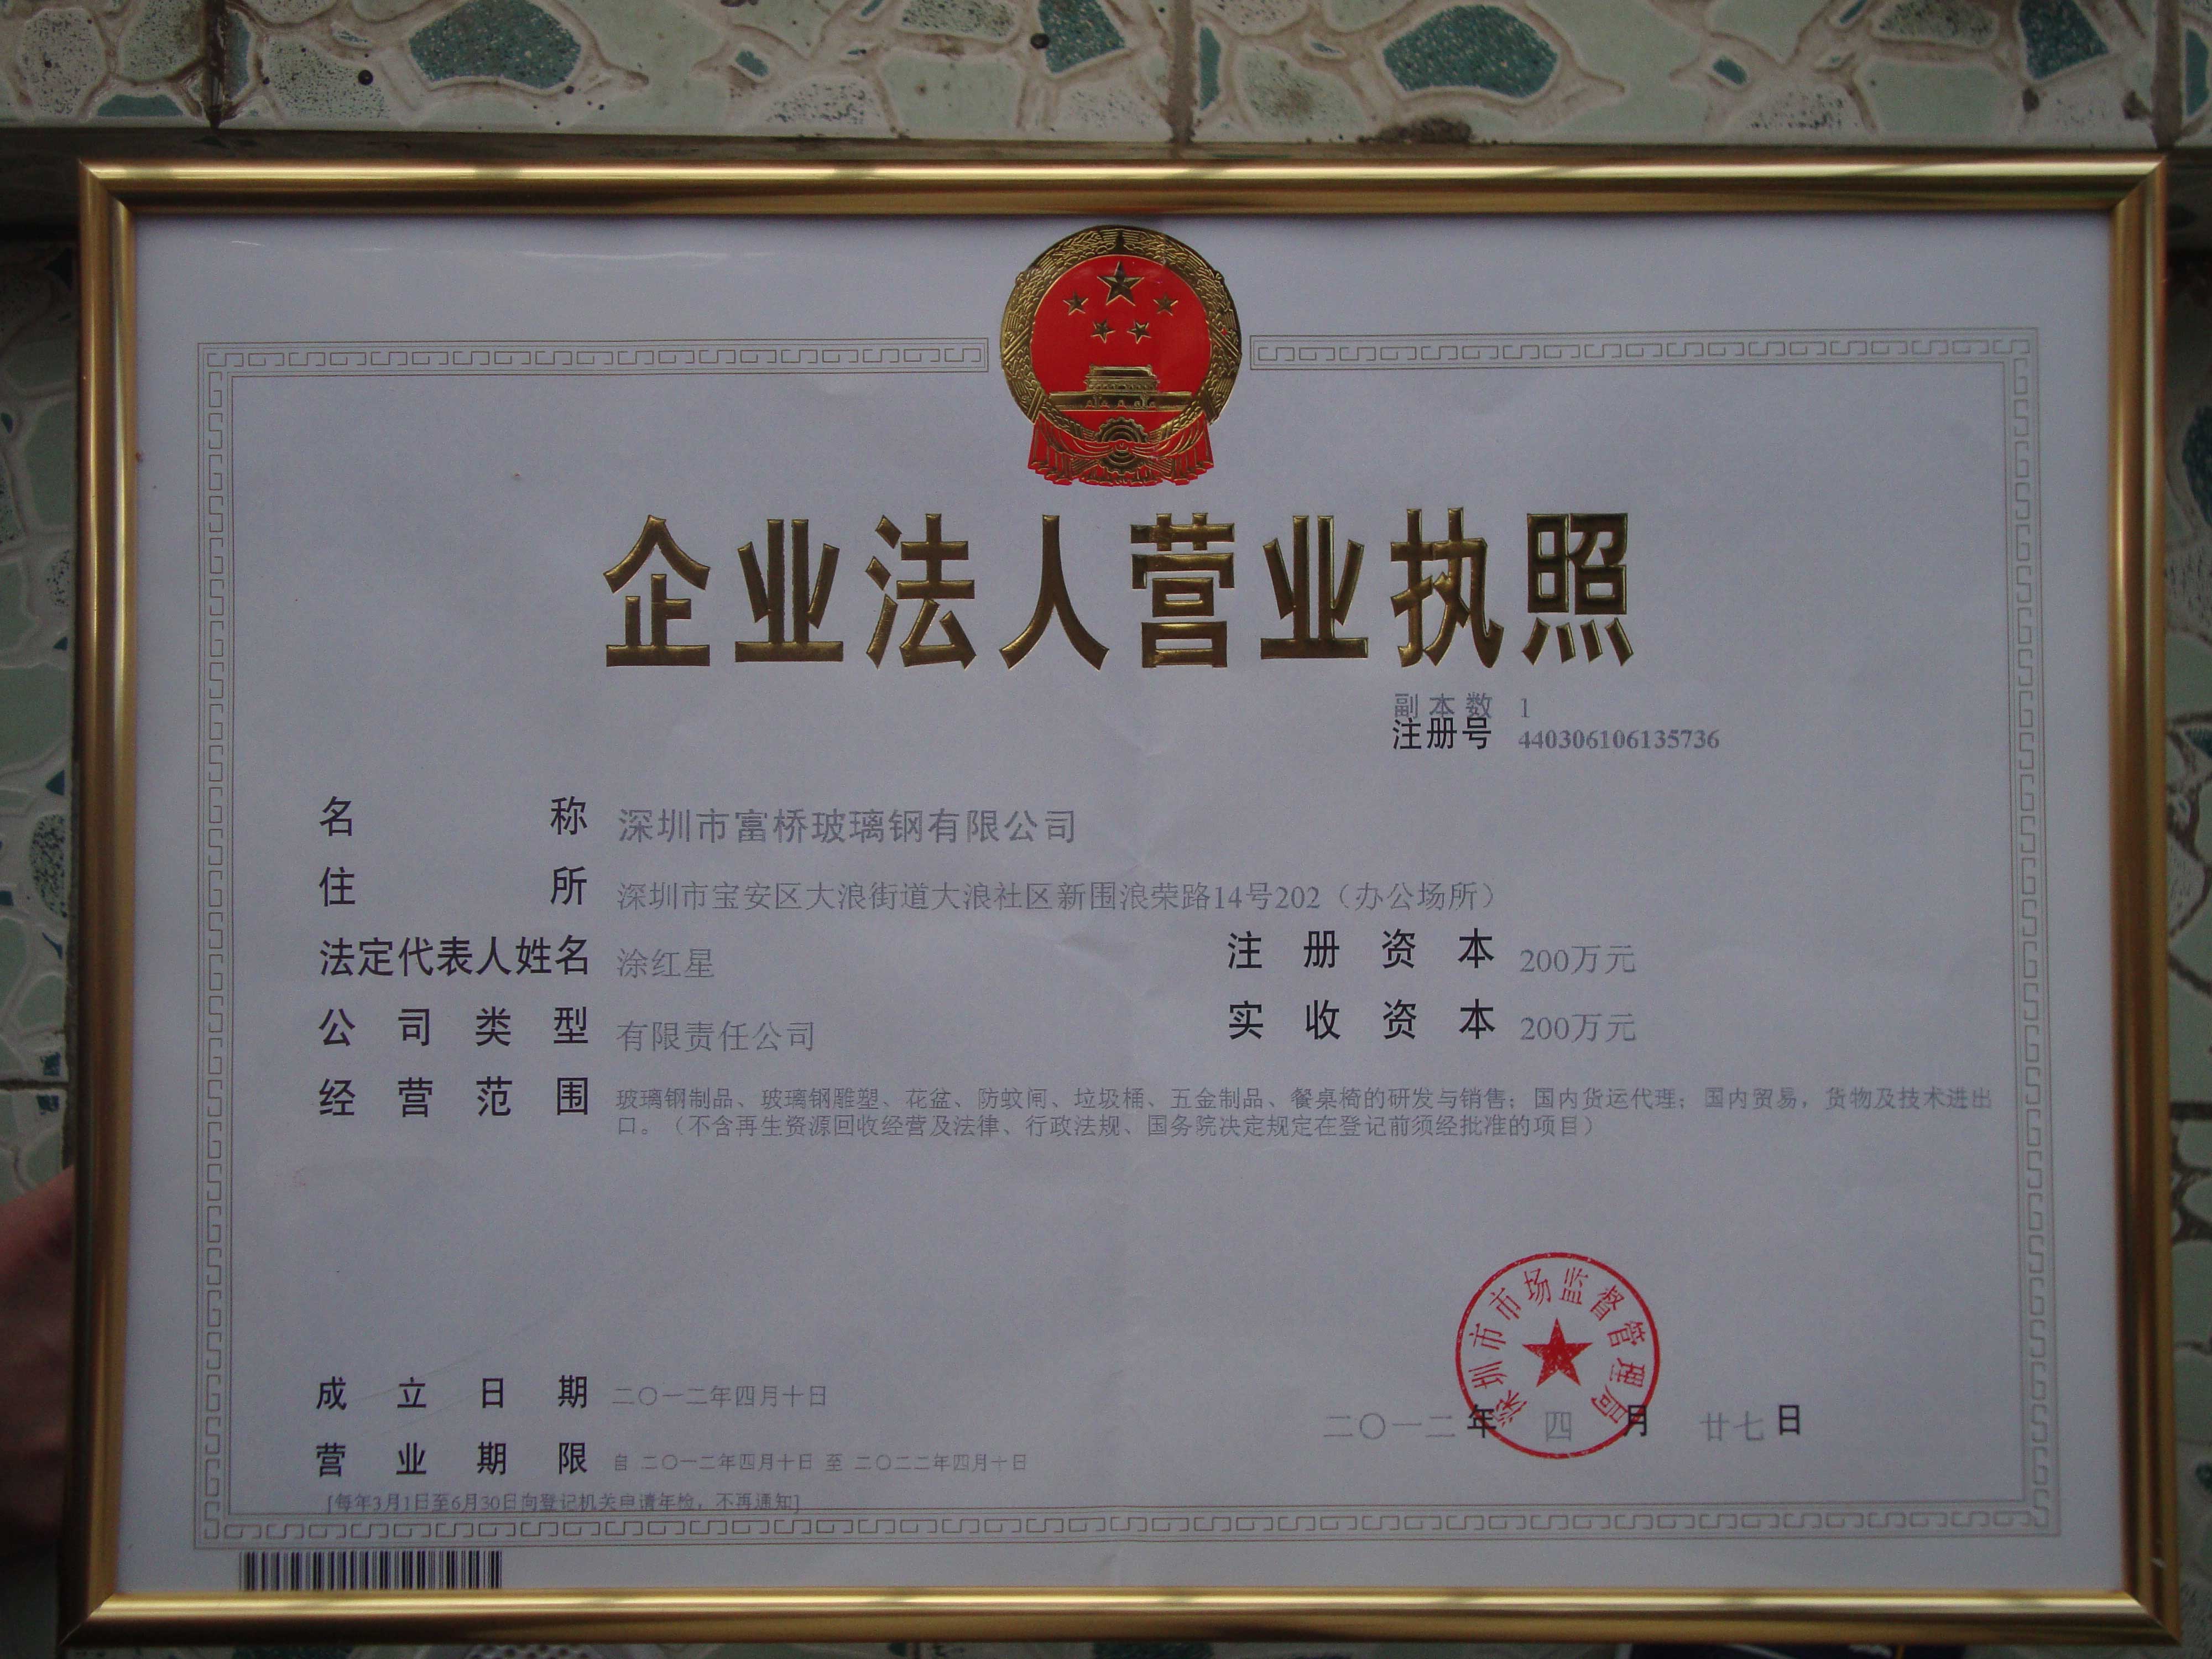 企业法人营业执照
副本数 1
注册号 440306106135736
名称 深圳市富桥玻璃钢有限公司
住所 深圳市宝安区大浪街道大浪社区新围浪荣路14号202（办公场所）
法定代表人姓名 涂红星 注册资本 200万元
公司类型 有限责任公司 实收资本 200万元
经营范围 玻璃钢制品、玻璃钢雕塑、花盆、防蚊闸、垃圾桶、五金制品、餐桌椅的研发与销售；国内货运代理；国内贸易，货物及技术进出
口。（不含再生资源回收经营及法律、行政法规、国务院决定规定在登记前须经批准的项目）
深圳市市场监督管理局
成立日期 二〇一二年四月十日
二〇一二年四月廿七日
营业期限 自 二〇一二年四月十日 至 二〇二二年四月十日
[每年3月1日至6月30日向登记机关申请年检，不再通知]